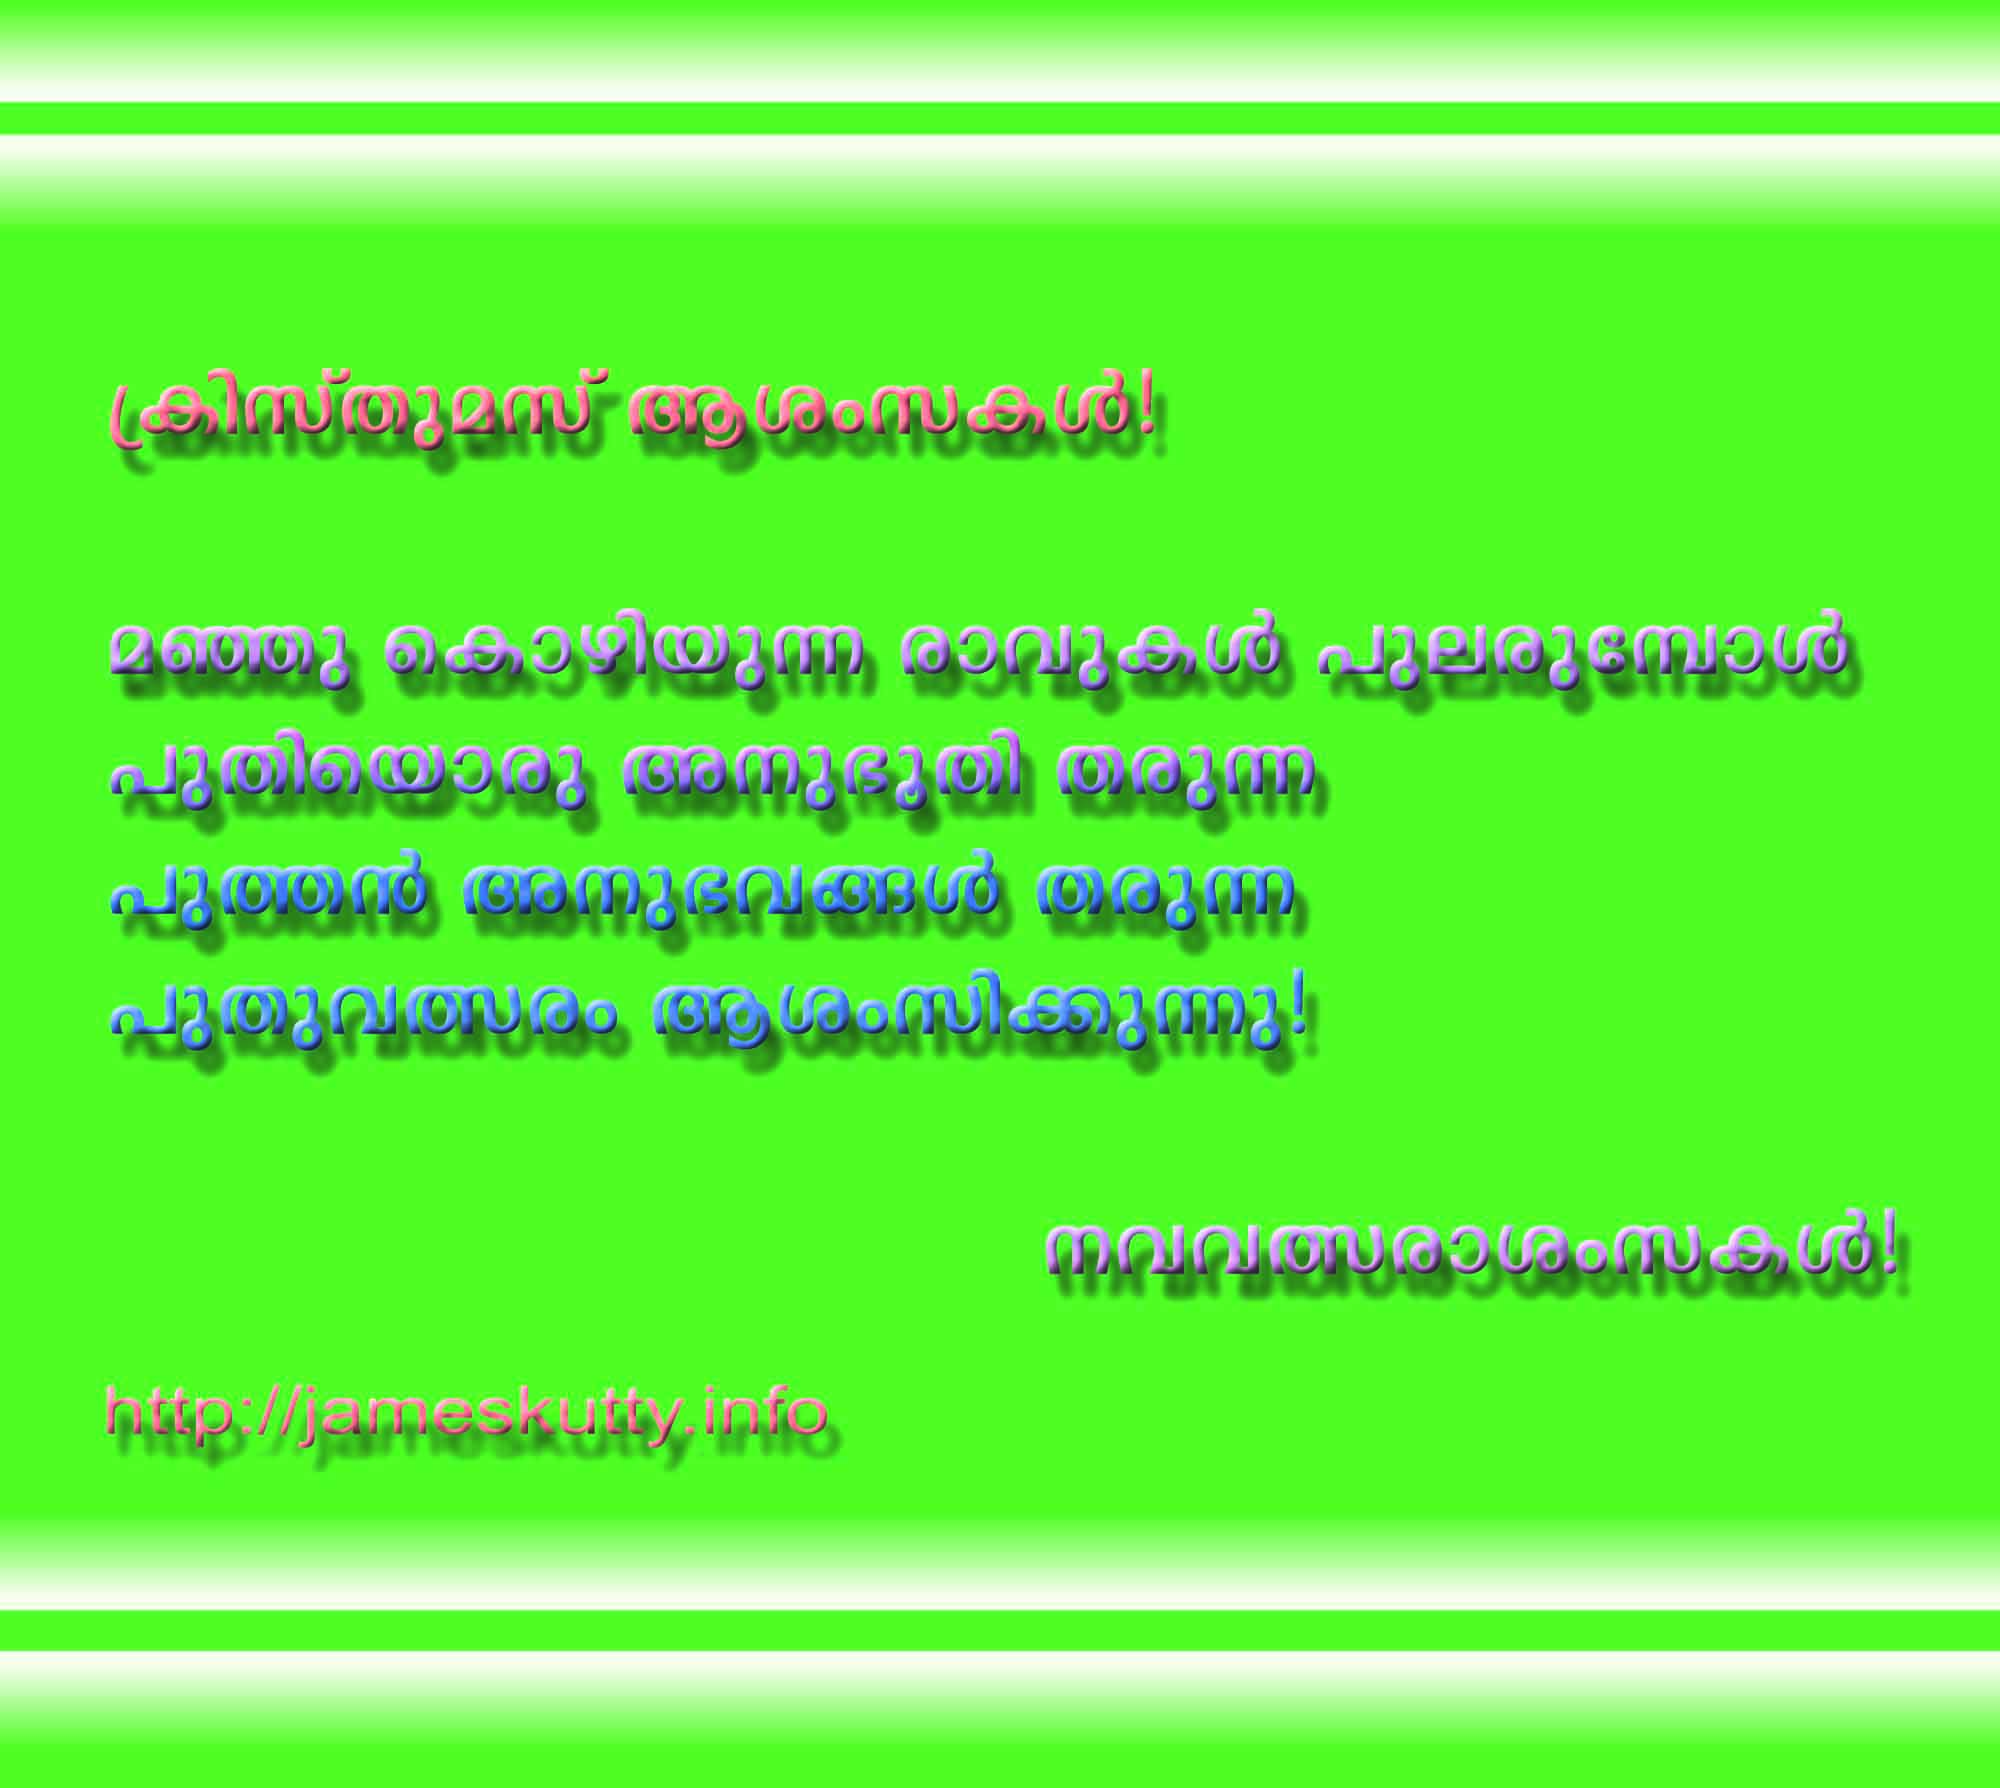 ക്രിസ്തുമസ് ആശംസകൾ!
മഞ്ഞു കൊഴിയുന്ന രാവുകൾ പുലരുമ്പോൾ
പുതിയൊരു അനുഭൂതി തരുന്ന
പുത്തൻ അനുഭവങ്ങൾ തരുന്ന
പുതുവത്സരം ആശംസിക്കുന്നു!
നവവത്സരാശംസകൾ!
http://jameskutty.info